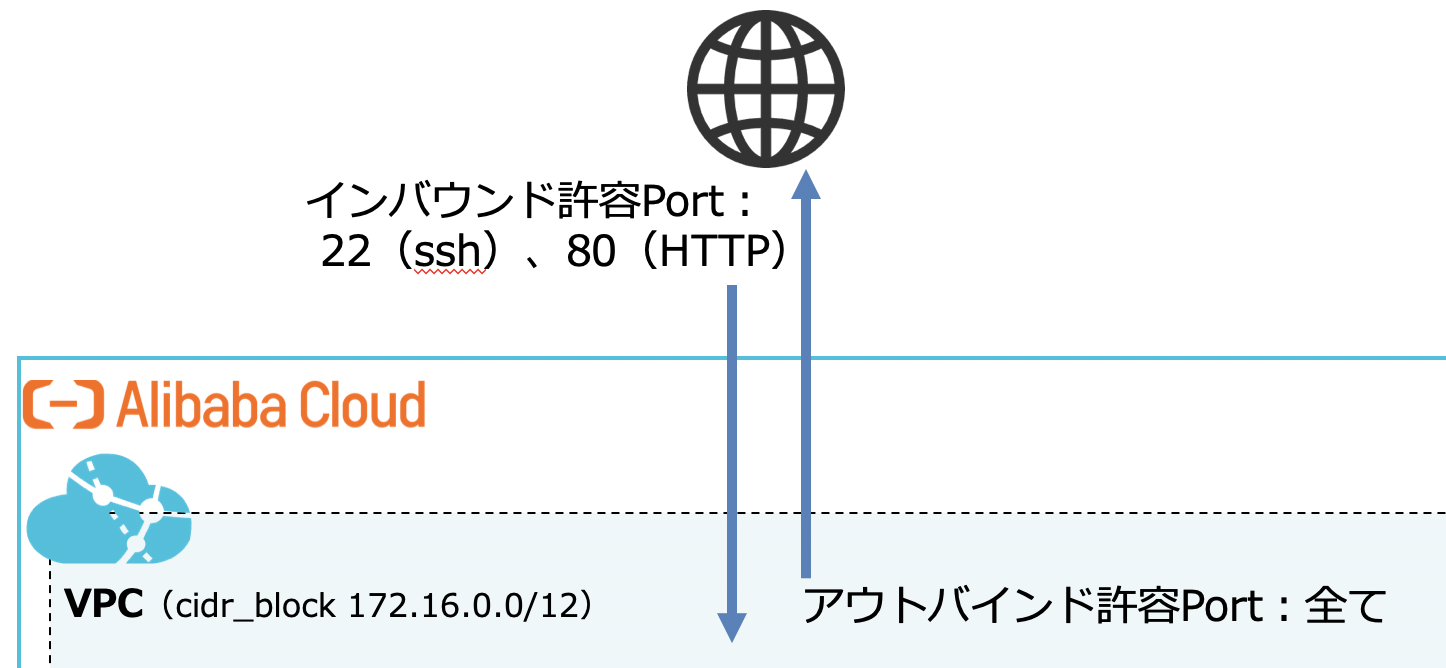 インバウンド許容Port：
22（ssh）、80（HTTP）
Alibaba Cloud
VPC（cidr_block 172.16.0.0/12）
アウトバインド許容Port：全て